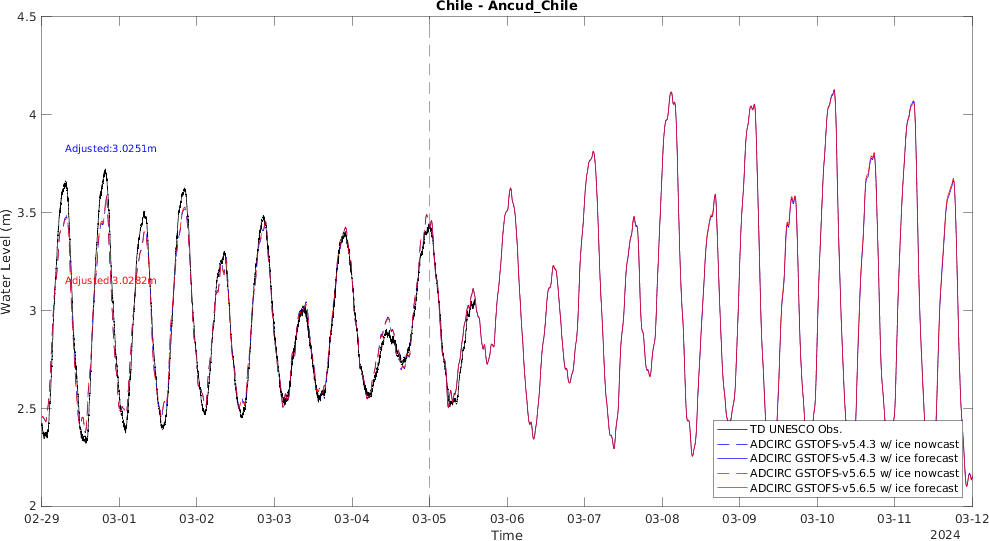 Chile - Ancud_Chile
4.5
4
3.5
3
2.5
2
Water Level (m)
Adjusted:3.0251m
Adjusted:3.0282m
TD UNESCO Obs.
ADCIRC GSTOFS-v5.4.3 w/ ice nowcast
ADCIRC GSTOFS-v5.4.3 w/ ice forecast
ADCIRC GSTOFS-v5.6.5 w/ ice nowcast
ADCIRC GSTOFS-v5.6.5 w/ ice forecast
02-29 03-01 03-02 03-03 03-04 03-05 03-06 03-07 03-08 03-09 03-10 03-11 03-12
Time
2024